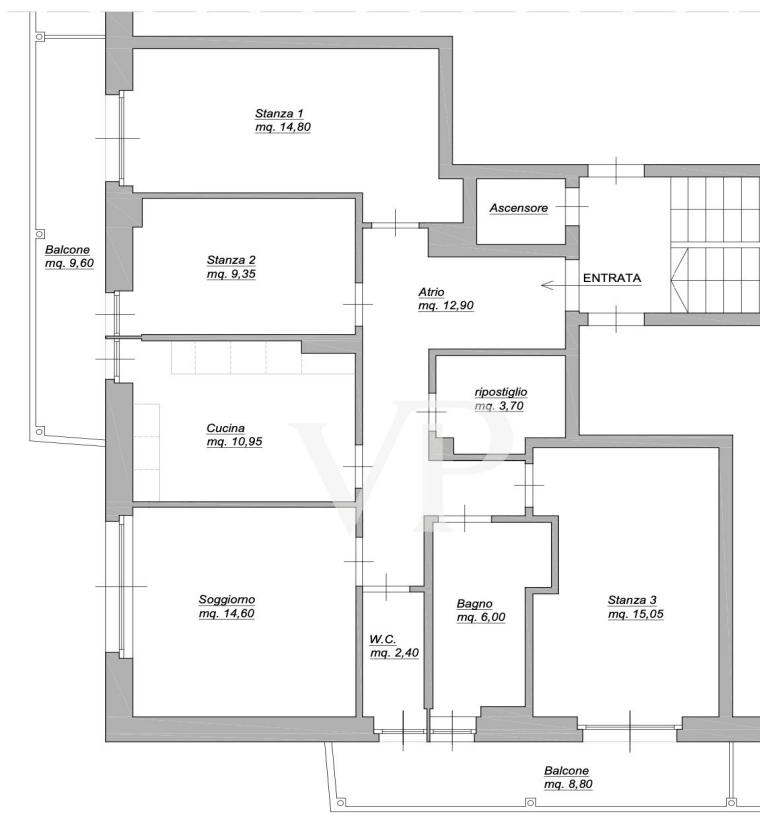 Stanza 1
mq. 14,80
Ascensore
Balcone
mq. 9,60
Stanza 2
mq. 9,35
ENTRATA
Atrio
mq. 12,90
ripostiglio
mq. 3,70
Cucina
mq. 10,95
VP
Soggiorno
mq. 14,60
Bagno
mq. 6,00
Stanza 3
mq. 15,05
W.C.
mq. 2,40
Balcone
mq. 8,80